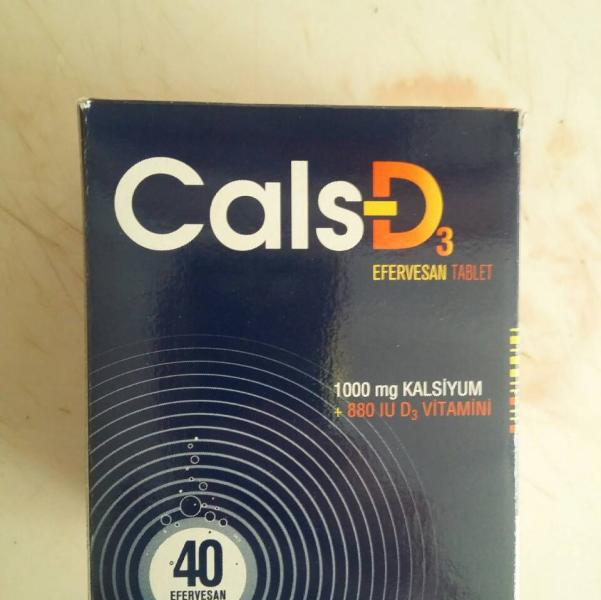 Cals-D3
EFERVESAN TABLET
1000 mg KALSİYUM
+ 880 IU D3 VİTAMİNİ
40
EFERVESAN